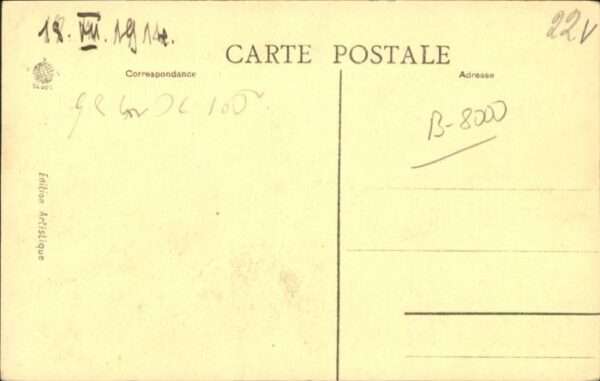 18. VII. 1914.
22v
CARTE POSTALE
Correspondance
Adresse
B-8000
Edition Artistique